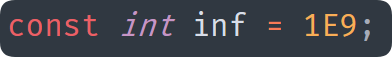 const int inf = 1E9;